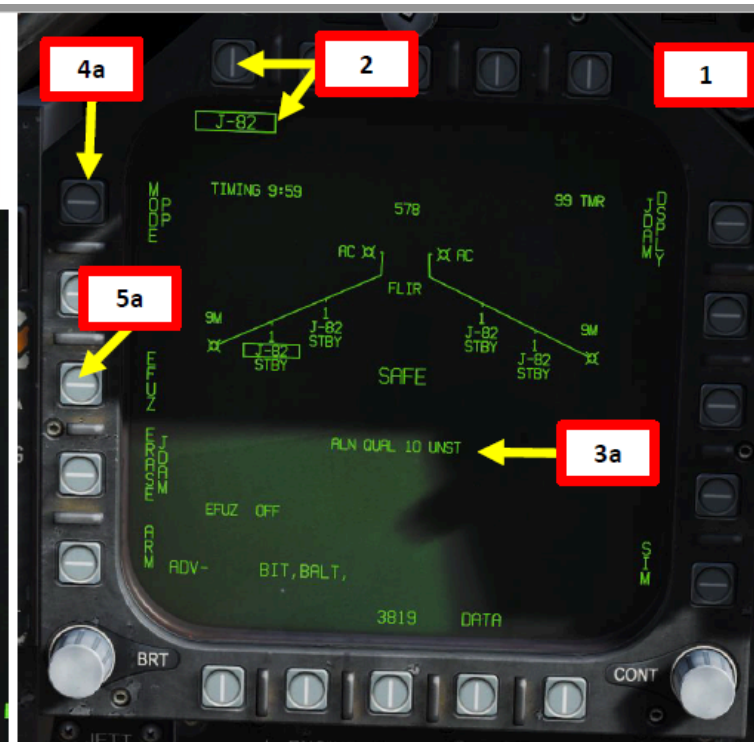 4a
2
1
J-82
TIMING 9:59
578
99 TMR
MODE
PP
JDAM
DSPLY
AC
AC
FLIR
5a
9M
1
J-82
STBY
1
J-82
STBY
1
J-82
STBY
1
J-82
STBY
9M
SAFE
EFUZ
ALN QUAL 10 UNST
3a
ERASE
JDAM
EFUZ OFF
ARM
ADV- BIT,BALT,
SIM
3819 DATA
BRT
CONT
JETT